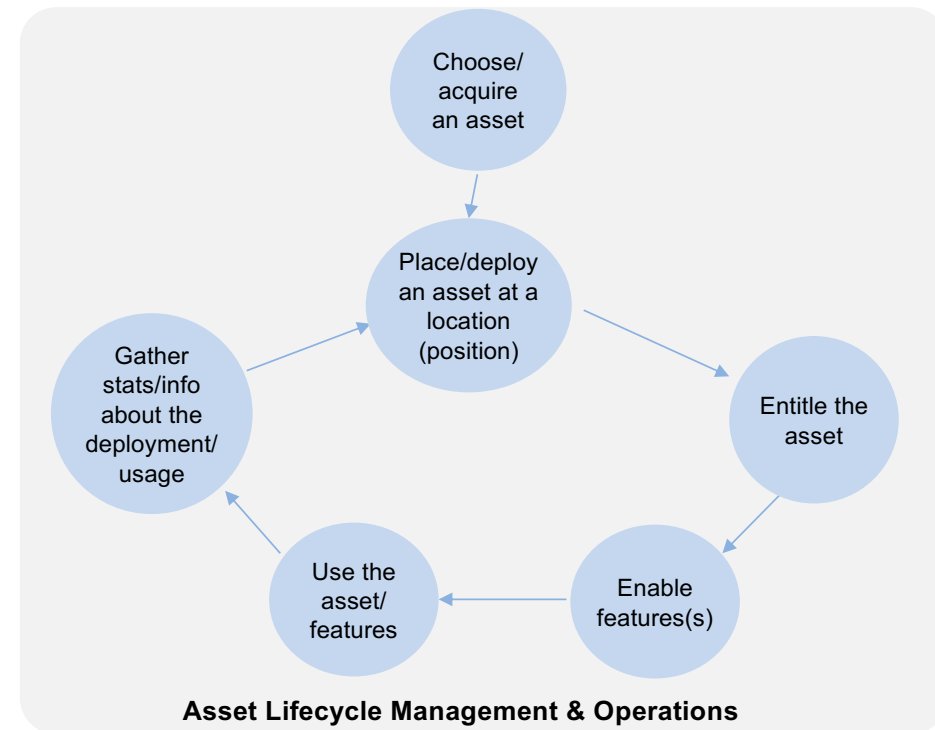 Choose/
acquire
an asset
Place/deploy
an asset at a
location
(position)
Gather
stats/info
about the
deployment/
usage
Entitle the
asset
Use the
asset/
features
Enable
features(s)
Asset Lifecycle Management & Operations